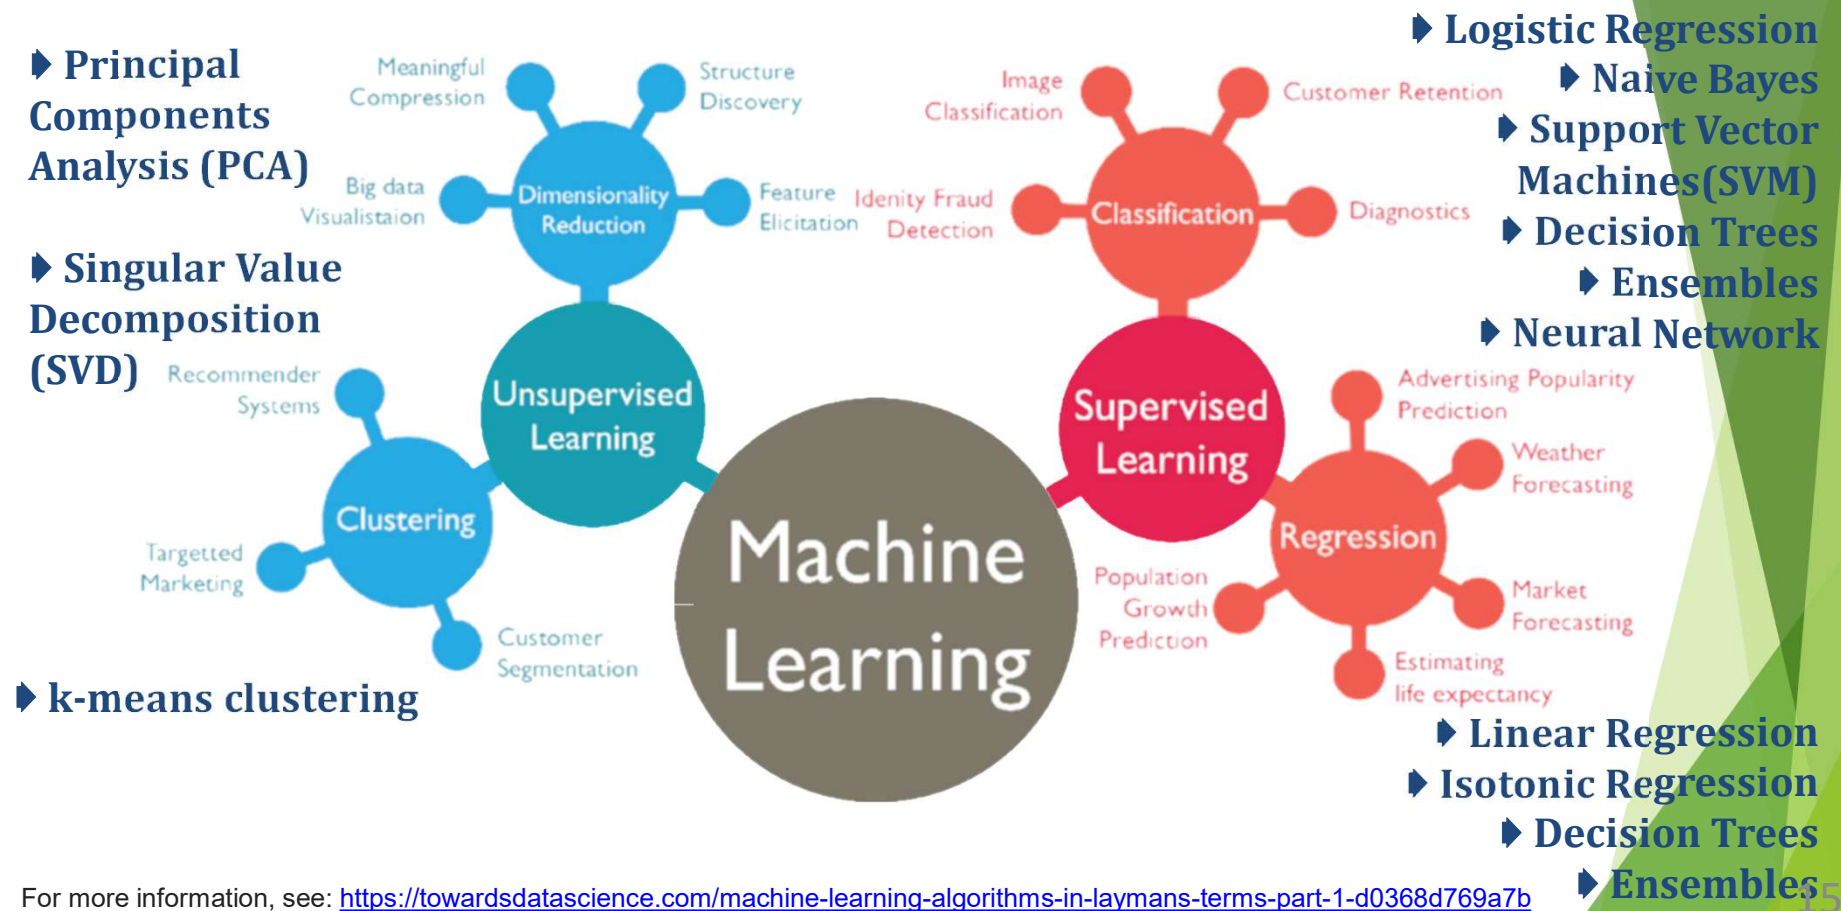 ➧ Principal
Components
Analysis (PCA)
➧ Singular Value
Decomposition
(SVD)
Meaningful
Compression
Structure
Discovery
Big data
Visualistaion
Dimensionality
Reduction
Feature
Elicitation
Recommender
Systems
Unsupervised
Learning
Clustering
Targetted
Marketing
Customer
Segmentation
➧ k-means clustering
Machine
Learning
Image
Classification
Customer Retention
Idenity Fraud
Detection
Classification
Diagnostics
➧ Logistic Regression
➧ Naive Bayes
➧ Support Vector
Machines(SVM)
➧ Decision Trees
➧ Ensembles
➧ Neural Network
Supervised
Learning
Advertising Popularity
Prediction
Weather
Forecasting
Regression
Population
Growth
Prediction
Market
Forecasting
Estimating
life expectancy
➧ Linear Regression
➧ Isotonic Regression
➧ Decision Trees
➧ Ensembles
For more information, see: https://towardsdatascience.com/machine-learning-algorithms-in-laymans-terms-part-1-d0368d769a7b
15